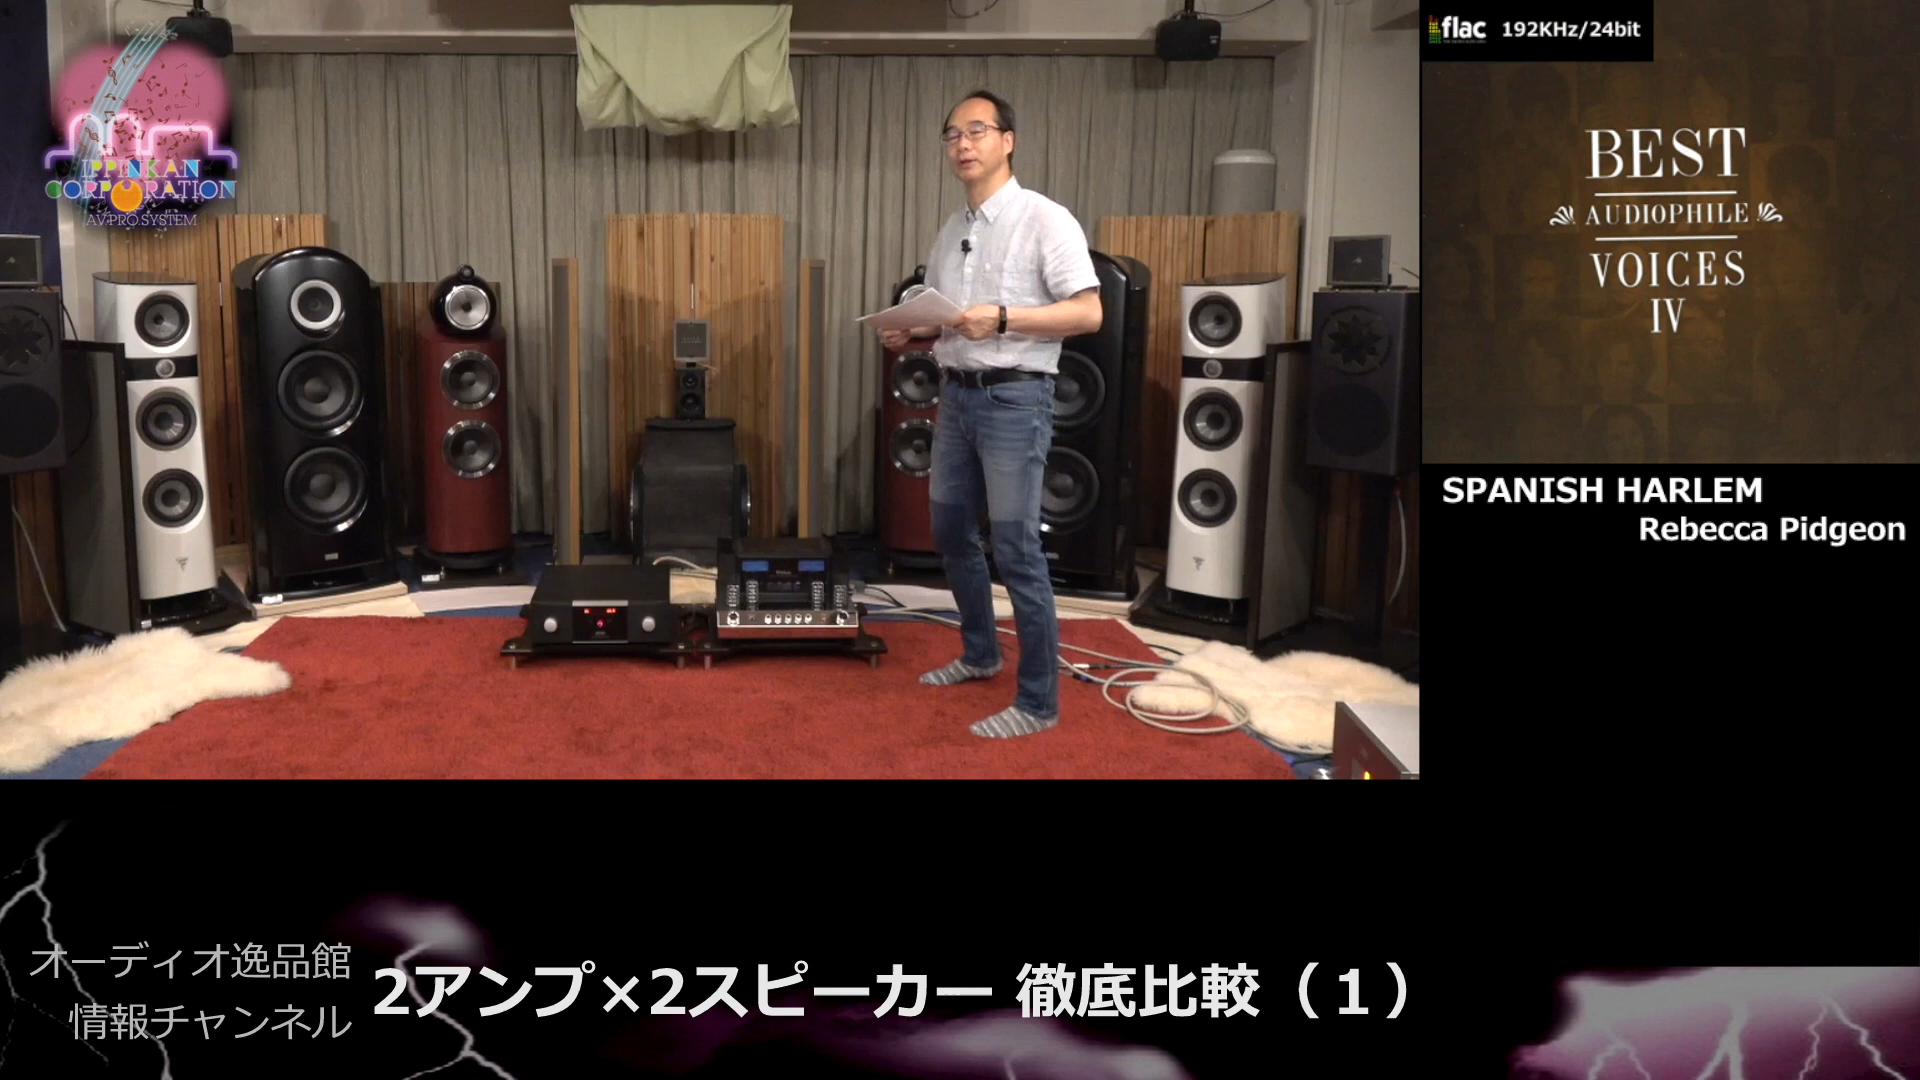 IPPINKAN
CORPORATION
AV.PRO SYSTEM
flac 192KHz/24bit
BEST
AUDIOPHILE
VOICES
IV
SPANISH HARLEM
Rebecca Pidgeon
オーディオ逸品館
情報チャンネル
2アンプ×2スピーカー 徹底比較（１）